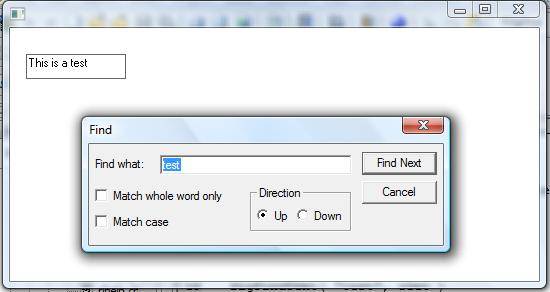 This is a test
Find
Find what: test Find Next
Match whole word only Direction Cancel
Match case Up Down